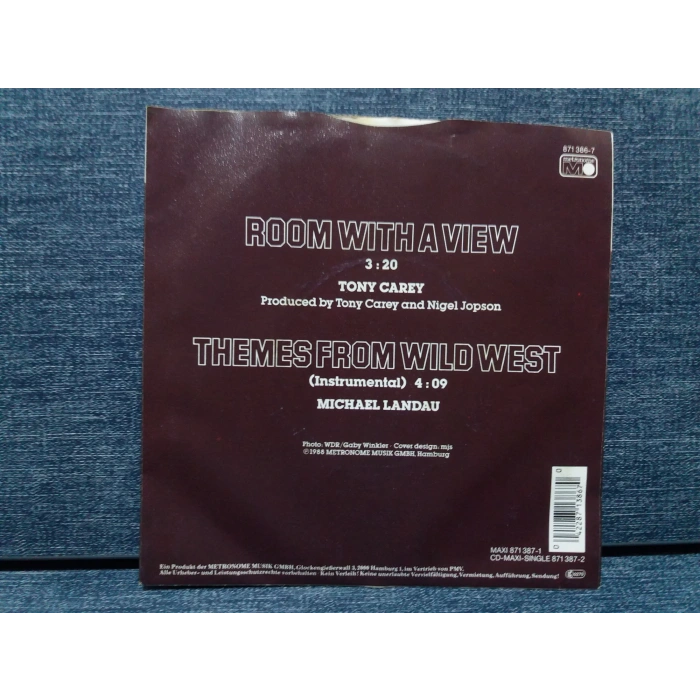 871 386-7
metronome
ROOM WITH A VIEW
3:20
TONY CAREY
Produced by Tony Carey and Nigel Jopson
THEMES FROM WILD WEST
(Instrumental) 4:09
MICHAEL LANDAU
Photo: WDR/Gaby Winkler · Cover design: mjs
℗ 1988 METRONOME MUSIK GMBH, Hamburg
0 42287 13867 0
MAXI 871 387-1
CD-MAXI-SINGLE 871 387-2
Ein Produkt der METRONOME MUSIK GMBH, Glockengießerwall 3, 2000 Hamburg 1, im Vertrieb von PMV.
Alle Urheber- und Leistungsschutzrechte vorbehalten · Kein Verleih! Keine unerlaubte Vervielfältigung, Vermietung, Aufführung, Sendung!